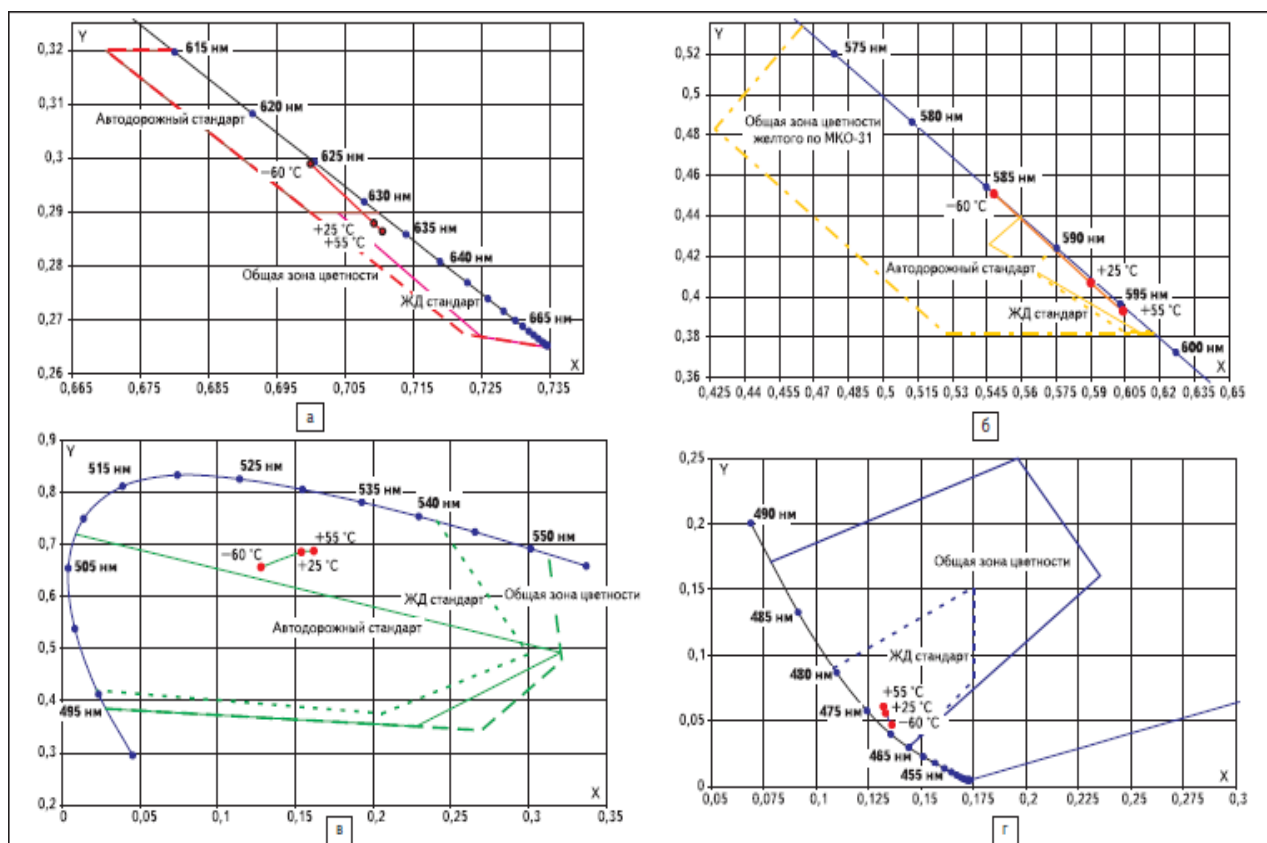 Y
0,32
0,31
0,3
0,29
0,28
0,27
0,26
615 нм
620 нм
Автодорожный стандарт
625 нм
−60 °C
630 нм
+25 °C
+55 °C
635 нм
640 нм
Общая зона цветности
ЖД стандарт
665 нм
X
0,665 0,675 0,685 0,695 0,705 0,715 0,725 0,735
а
Y
0,52
0,5
0,48
0,46
0,44
0,42
0,4
0,38
0,36
575 нм
580 нм
Общая зона цветности
желтого по МКО-31
585 нм
−60 °C
590 нм
Автодорожный стандарт
+25 °C
595 нм
ЖД стандарт
+55 °C
600 нм
X
0,425 0,44 0,455 0,47 0,485 0,5 0,515 0,53 0,545 0,56 0,575 0,59 0,605 0,62 0,635 0,65
б
Y
0,9
0,8
0,7
0,6
0,5
0,4
0,3
0,2
515 нм
525 нм
535 нм
540 нм
550 нм
+55 °C
−60 °C
+25 °C
505 нм
ЖД стандарт
Общая зона цветности
Автодорожный стандарт
495 нм
X
0 0,05 0,1 0,15 0,2 0,25 0,3 0,35
в
0,25
0,2
0,15
0,1
0,05
0
Y
490 нм
Общая зона цветности
485 нм
ЖД стандарт
480 нм
+55 °C
475 нм
+25 °C
−60 °C
465 нм
455 нм
X
0,05 0,075 0,1 0,125 0,15 0,175 0,2 0,225 0,25 0,275 0,3
г